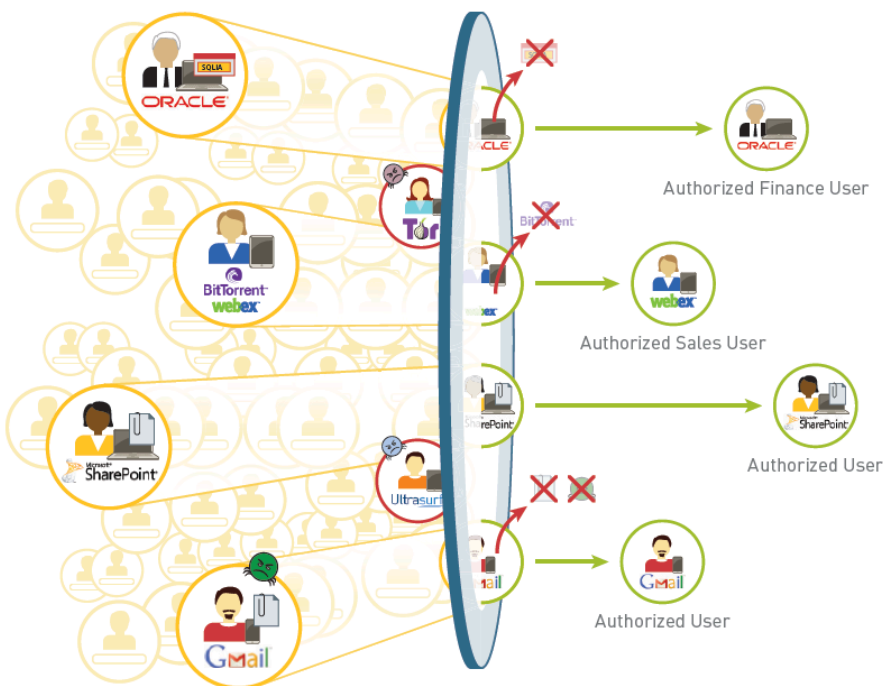 SQLIA
ORACLE
ORACLE
Authorized Finance User
Tor
BitTorrent
BitTorrent
webex
webex
webex
Authorized Sales User
Microsoft
SharePoint
SharePoint
Microsoft
SharePoint
Authorized User
Ultrasurf
Gmail
Gmail
Gmail
Authorized User